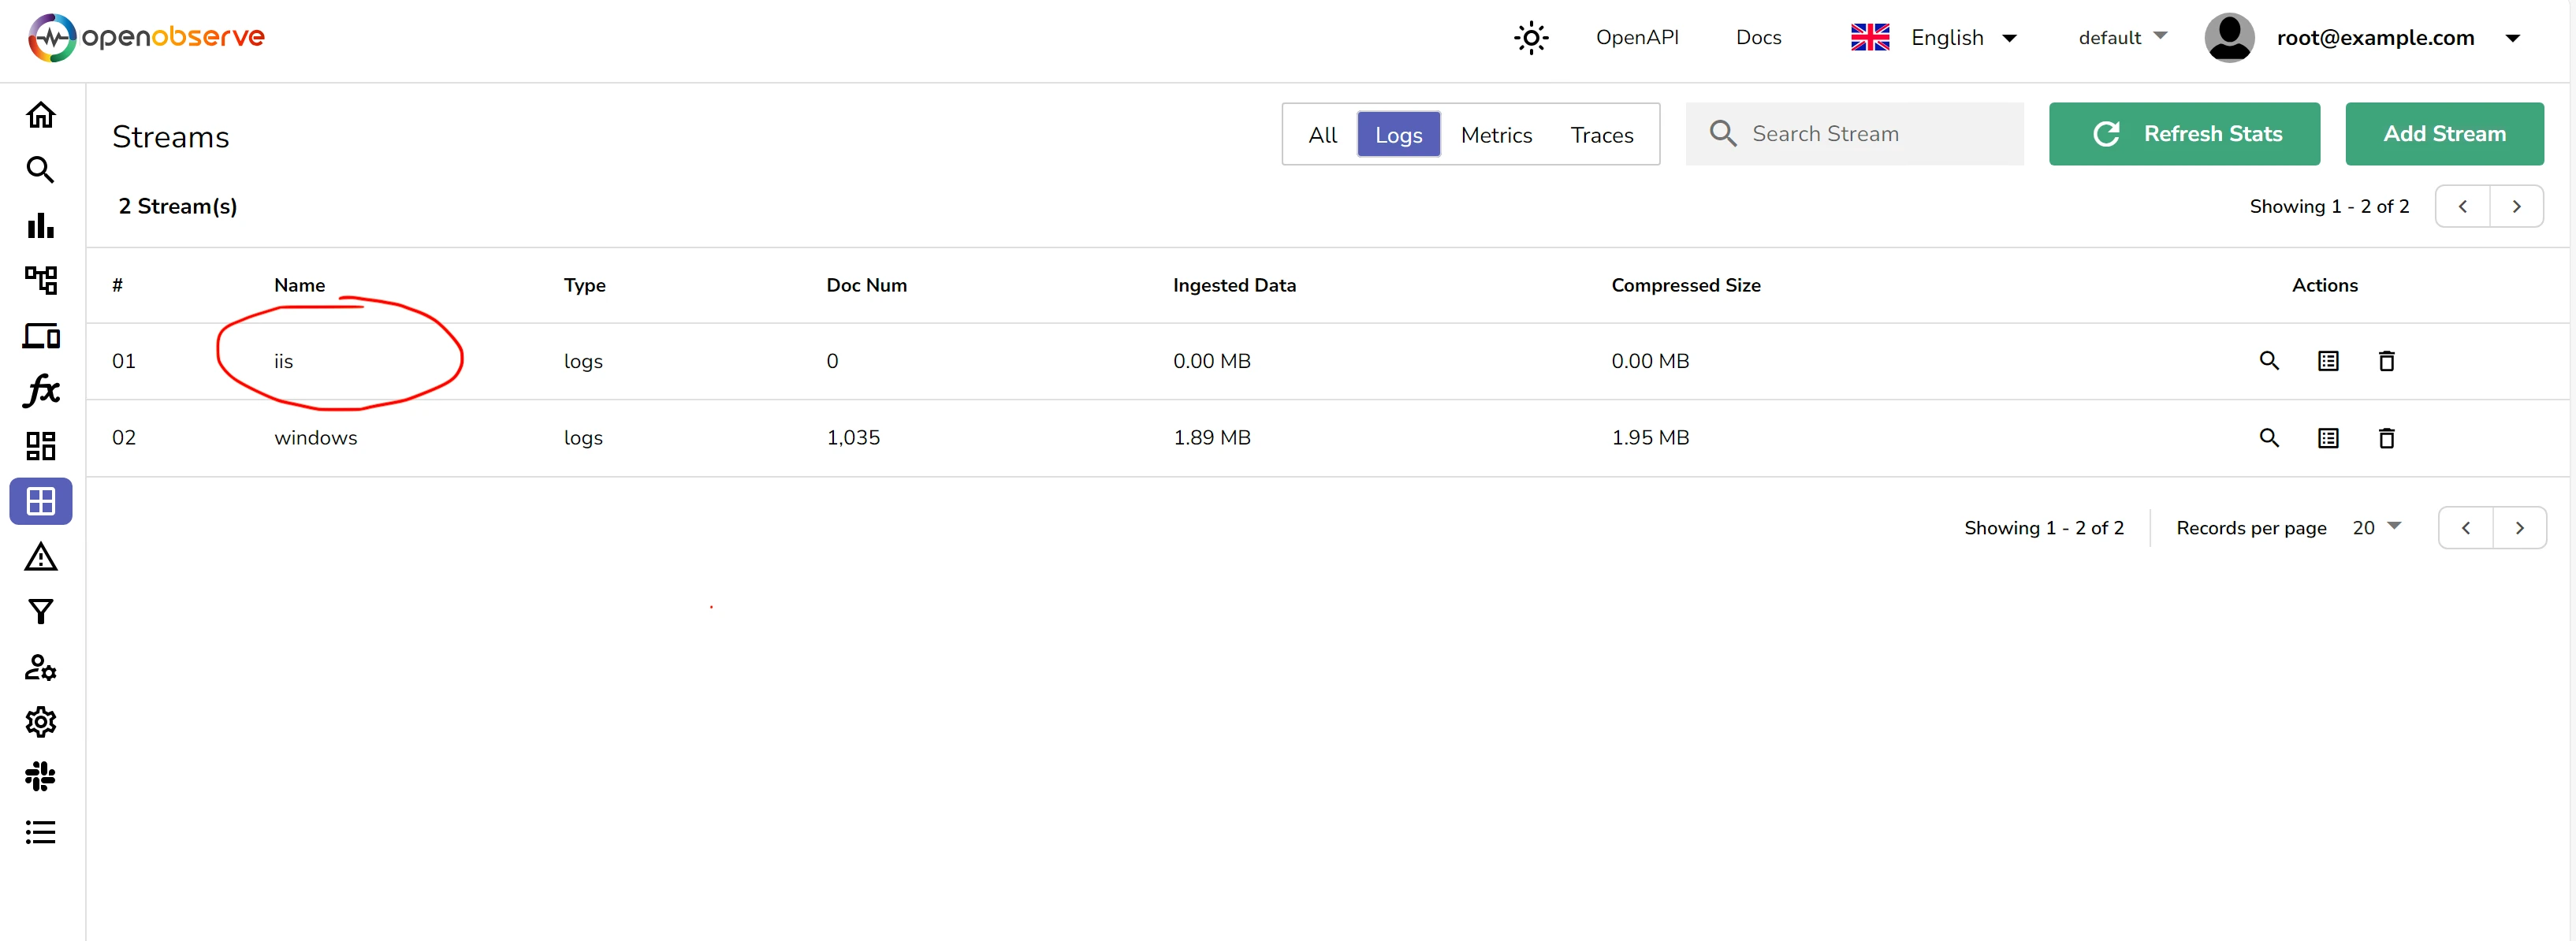 openobserve OpenAPI Docs English default root@example.com
Streams All Logs Metrics Traces Search Stream Refresh Stats Add Stream
2 Stream(s) Showing 1 - 2 of 2
# Name Type Doc Num Ingested Data Compressed Size Actions
01 iis logs 0 0.00 MB 0.00 MB
02 windows logs 1,035 1.89 MB 1.95 MB
Showing 1 - 2 of 2 Records per page 20
fx